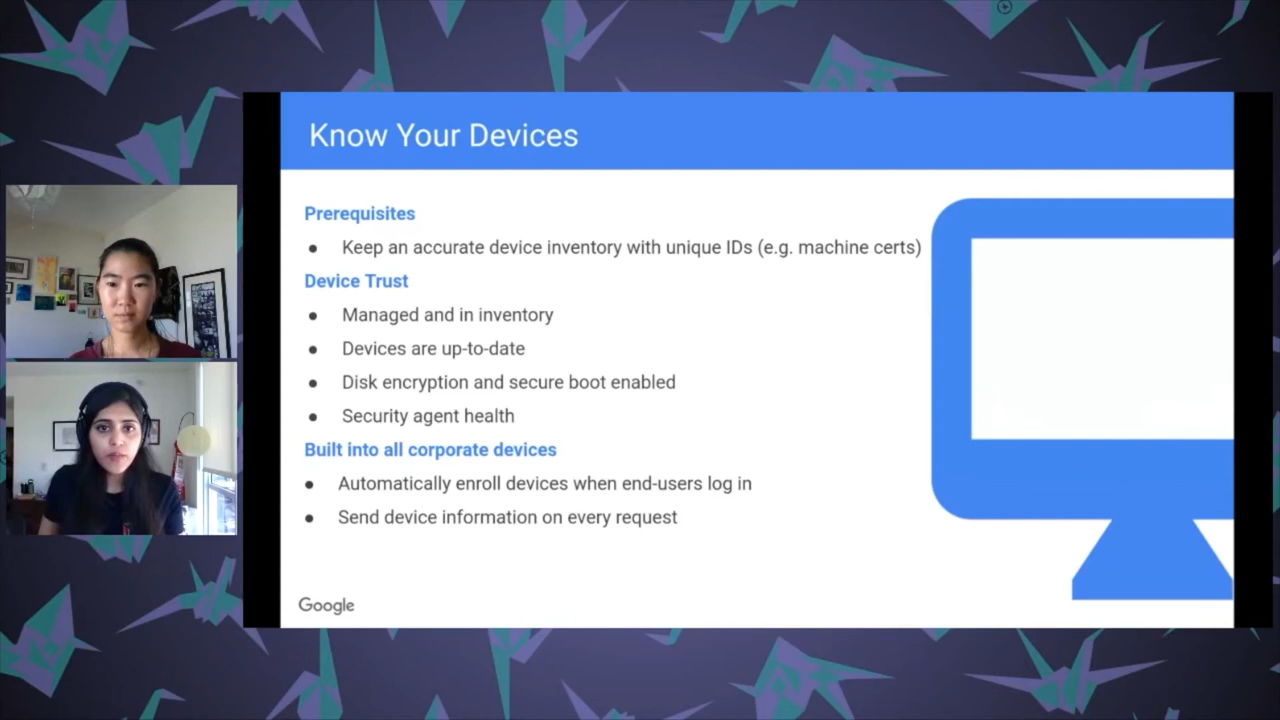 Know Your Devices
Prerequisites
● Keep an accurate device inventory with unique IDs (e.g. machine certs)
Device Trust
● Managed and in inventory
● Devices are up-to-date
● Disk encryption and secure boot enabled
● Security agent health
Built into all corporate devices
● Automatically enroll devices when end-users log in
● Send device information on every request
Google